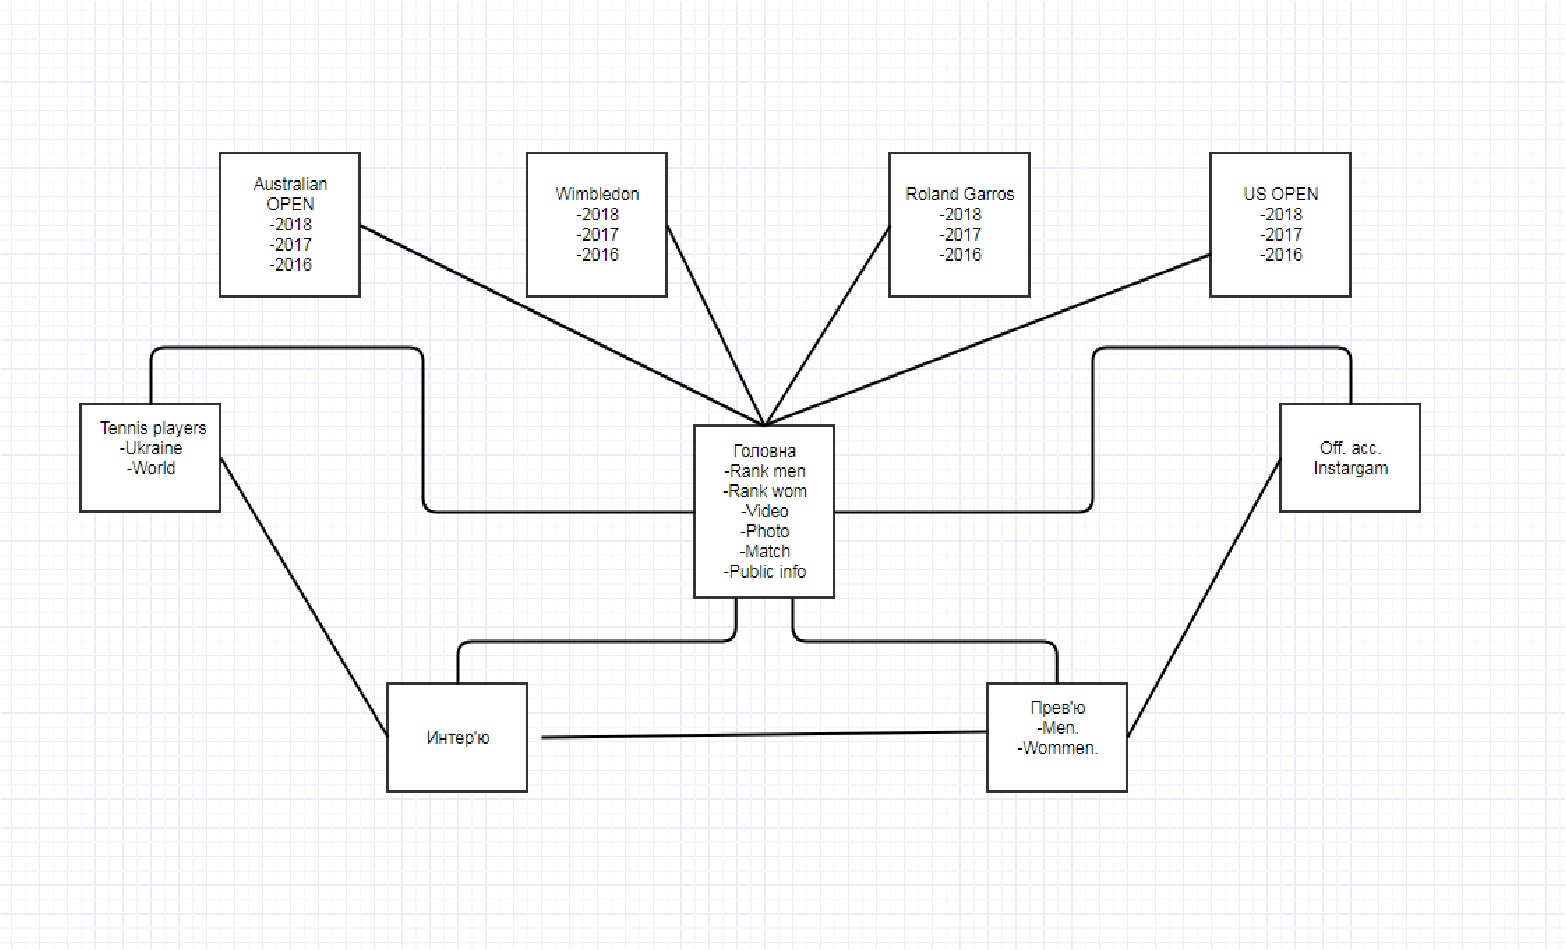 Australian
OPEN
-2018
-2017
-2016
Wimbledon
-2018
-2017
-2016
Roland Garros
-2018
-2017
-2016
US OPEN
-2018
-2017
-2016
Tennis players
-Ukraine
-World
Головна
-Rank men
-Rank wom
-Video
-Photo
-Match
-Public info
Off. acc.
Instargam
Интер'ю
Прев'ю
-Men.
-Wommen.